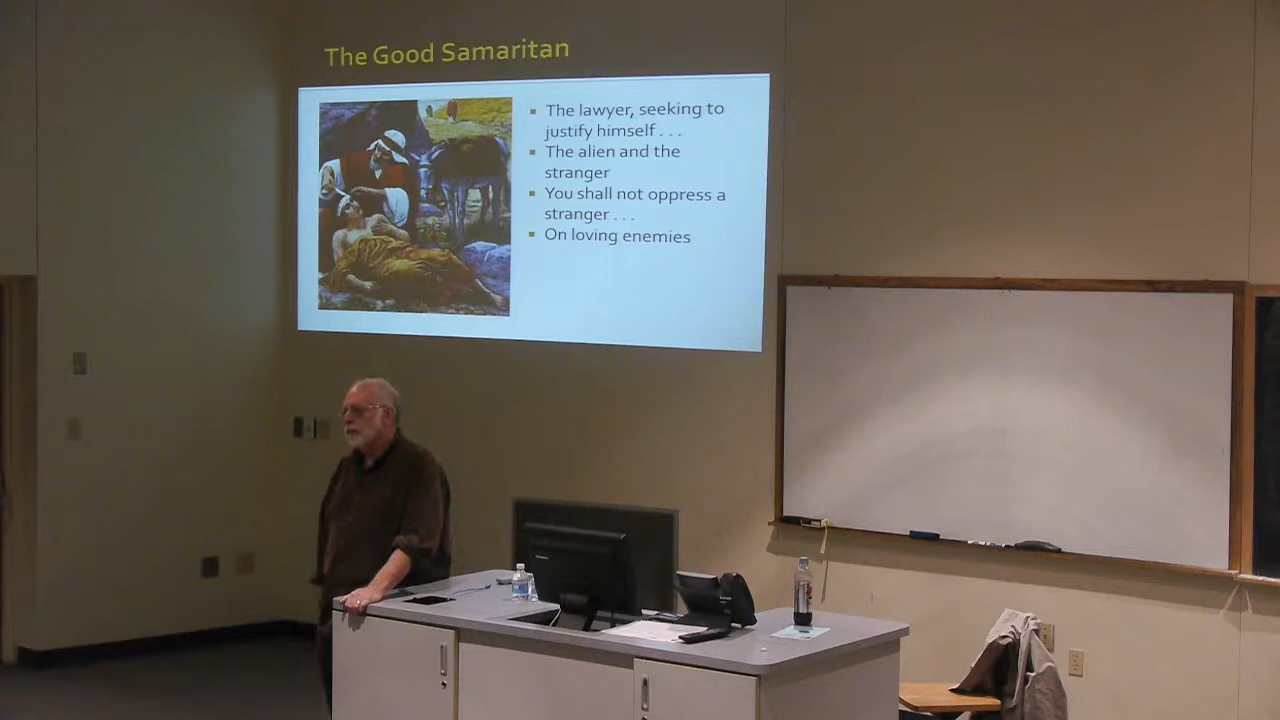 The Good Samaritan
▪ The lawyer, seeking to
justify himself . . .
▪ The alien and the
stranger
▪ You shall not oppress a
stranger . . .
▪ On loving enemies